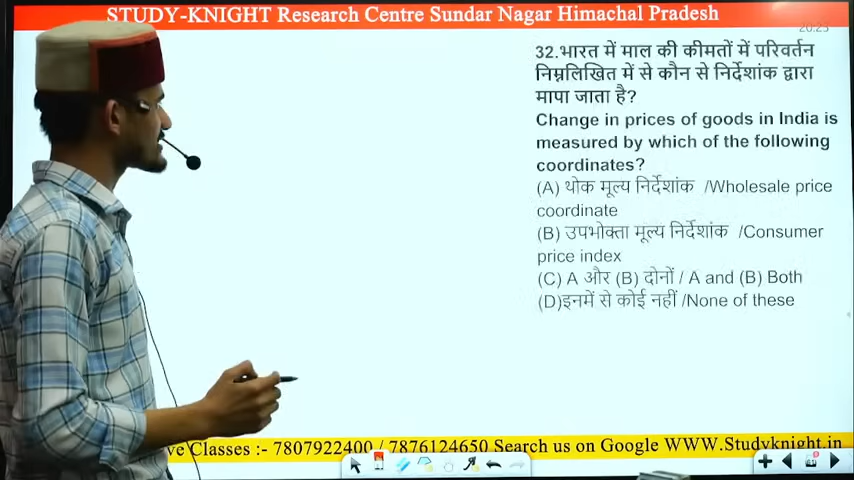 STUDY-KNIGHT Research Centre Sundar Nagar Himachal Pradesh
20:23
32.भारत में माल की कीमतों में परिवर्तन
निम्नलिखित में से कौन से निर्देशांक द्वारा
मापा जाता है?
Change in prices of goods in India is
measured by which of the following
coordinates?
(A) थोक मूल्य निर्देशांक /Wholesale price
coordinate
(B) उपभोक्ता मूल्य निर्देशांक /Consumer
price index
(C) A और (B) दोनों / A and (B) Both
(D)इनमें से कोई नहीं /None of these
ve Classes :- 7807922400 / 7876124650 Search us on Google WWW.Studyknight.in